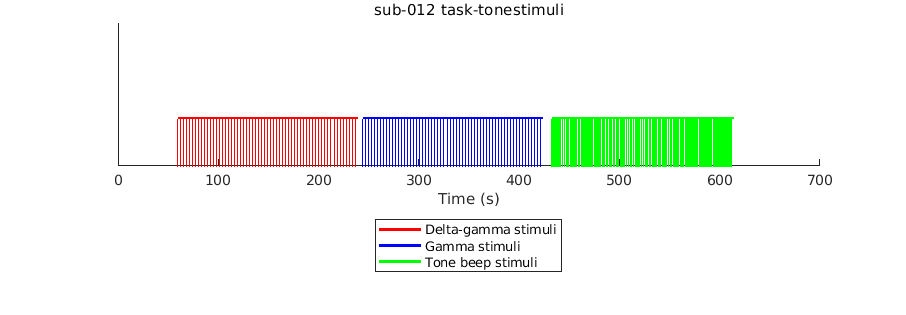 sub-012 task-tonestimuli
0 100 200 300 400 500 600 700
Time (s)
Delta-gamma stimuli
Gamma stimuli
Tone beep stimuli